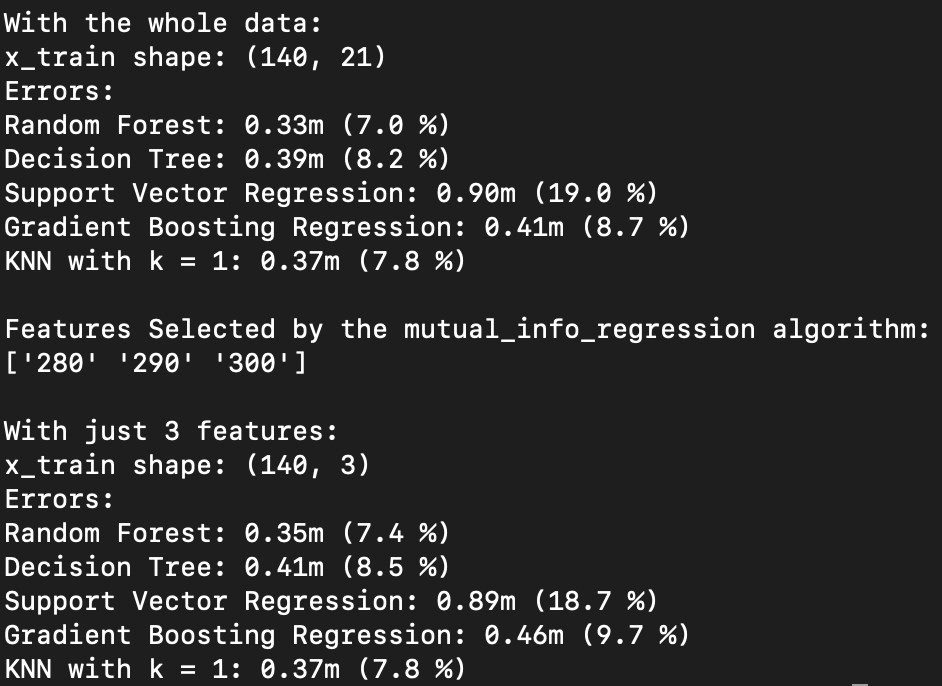 With the whole data:
x_train shape: (140, 21)
Errors:
Random Forest: 0.33m (7.0 %)
Decision Tree: 0.39m (8.2 %)
Support Vector Regression: 0.90m (19.0 %)
Gradient Boosting Regression: 0.41m (8.7 %)
KNN with k = 1: 0.37m (7.8 %)

Features Selected by the mutual_info_regression algorithm:
['280' '290' '300']

With just 3 features:
x_train shape: (140, 3)
Errors:
Random Forest: 0.35m (7.4 %)
Decision Tree: 0.41m (8.5 %)
Support Vector Regression: 0.89m (18.7 %)
Gradient Boosting Regression: 0.46m (9.7 %)
KNN with k = 1: 0.37m (7.8 %)